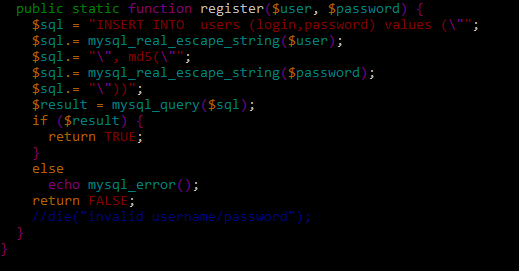 public static function register($user, $password) {
$sql = "INSERT INTO  users (login,password) values (\"";
$sql.= mysql_real_escape_string($user);
$sql.= "\", md5(\"";
$sql.= mysql_real_escape_string($password);
$sql.= "\"))";
$result = mysql_query($sql);
if ($result) {
return TRUE;
}
else
echo mysql_error();
return FALSE;
//die("invalid username/password");
}
}